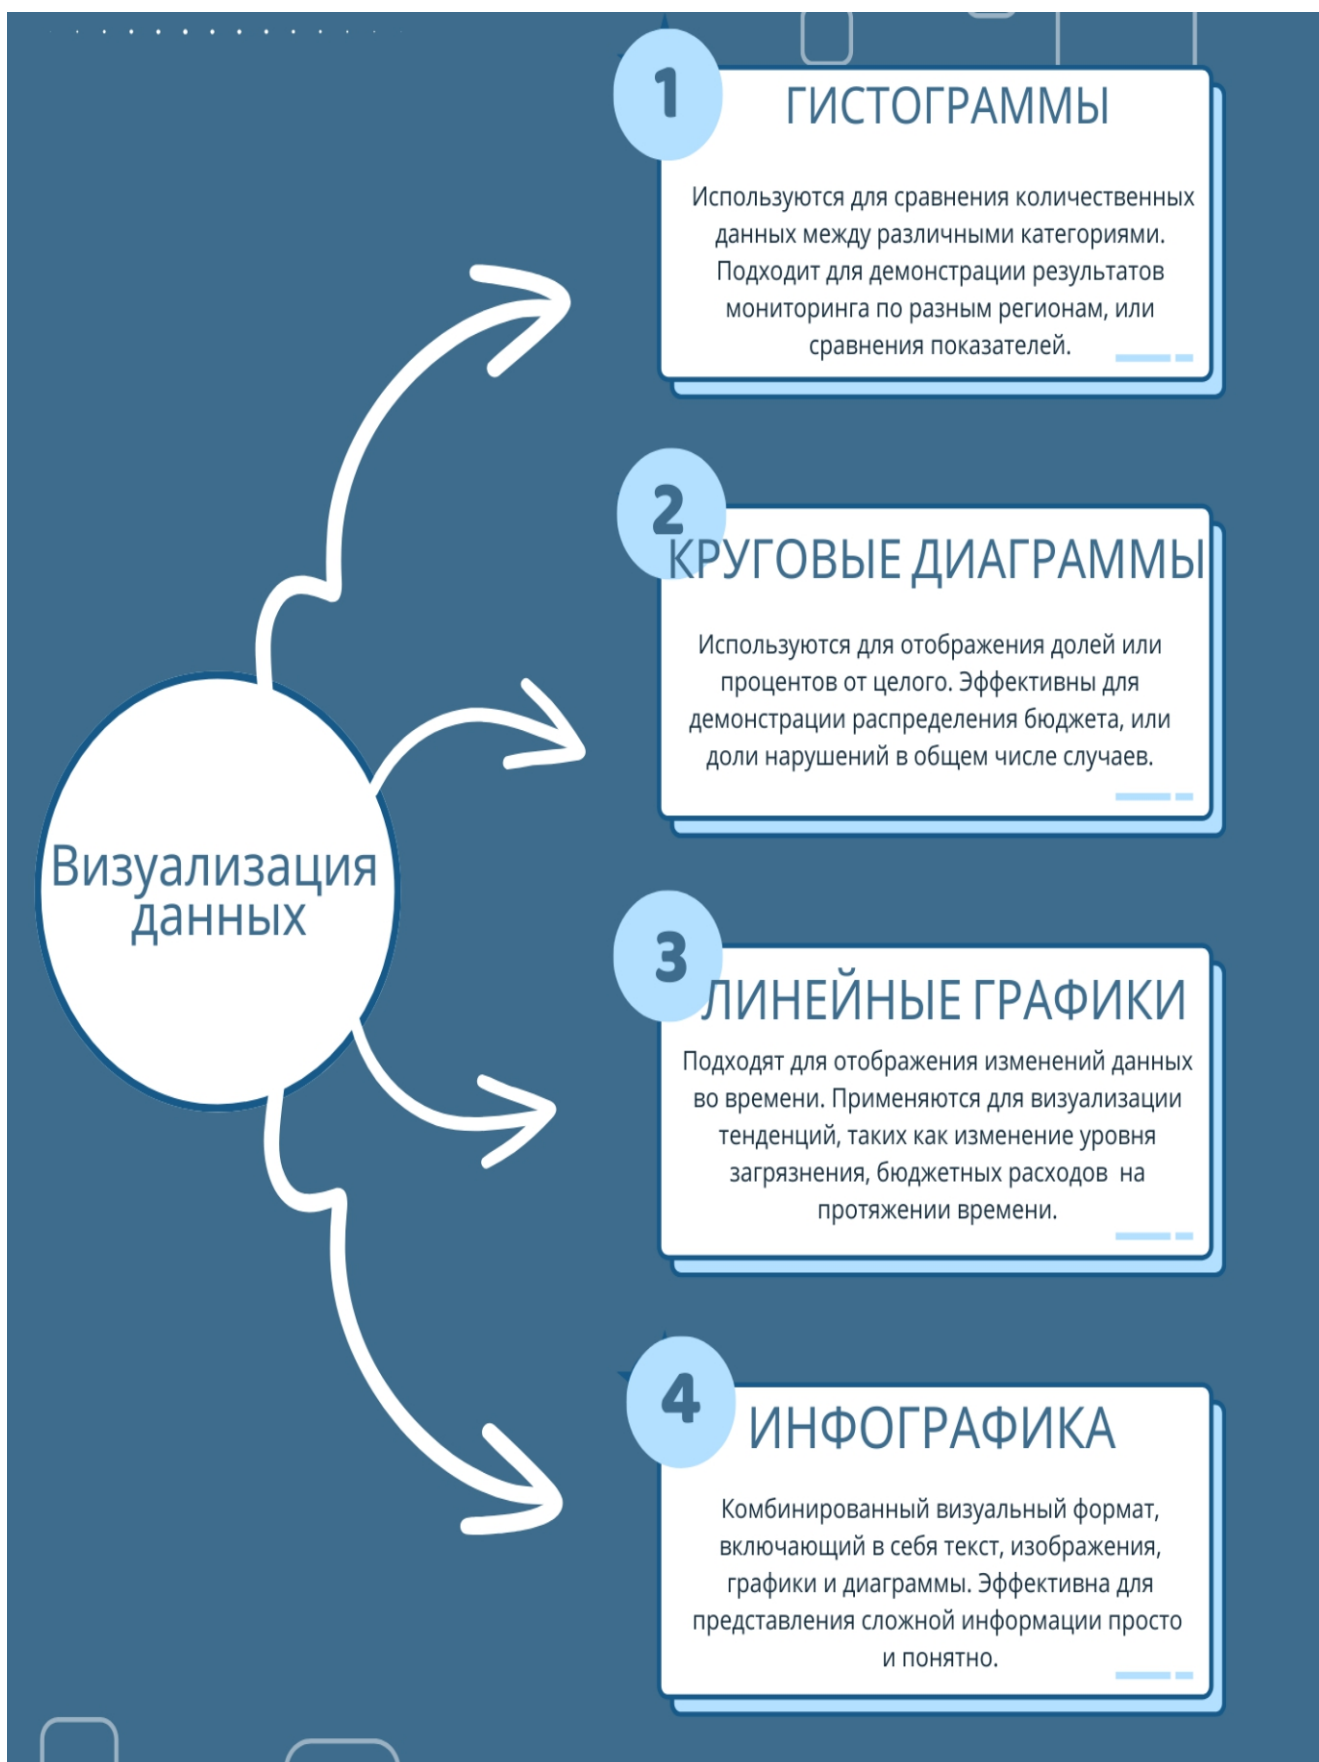 Визуализация
данных
1
ГИСТОГРАММЫ
Используются для сравнения количественных
данных между различными категориями.
Подходит для демонстрации результатов
мониторинга по разным регионам, или
сравнения показателей.
2
КРУГОВЫЕ ДИАГРАММЫ
Используются для отображения долей или
процентов от целого. Эффективны для
демонстрации распределения бюджета, или
доли нарушений в общем числе случаев.
3
ЛИНЕЙНЫЕ ГРАФИКИ
Подходят для отображения изменений данных
во времени. Применяются для визуализации
тенденций, таких как изменение уровня
загрязнения, бюджетных расходов на
протяжении времени.
4
ИНФОГРАФИКА
Комбинированный визуальный формат,
включающий в себя текст, изображения,
графики и диаграммы. Эффективна для
представления сложной информации просто
и понятно.